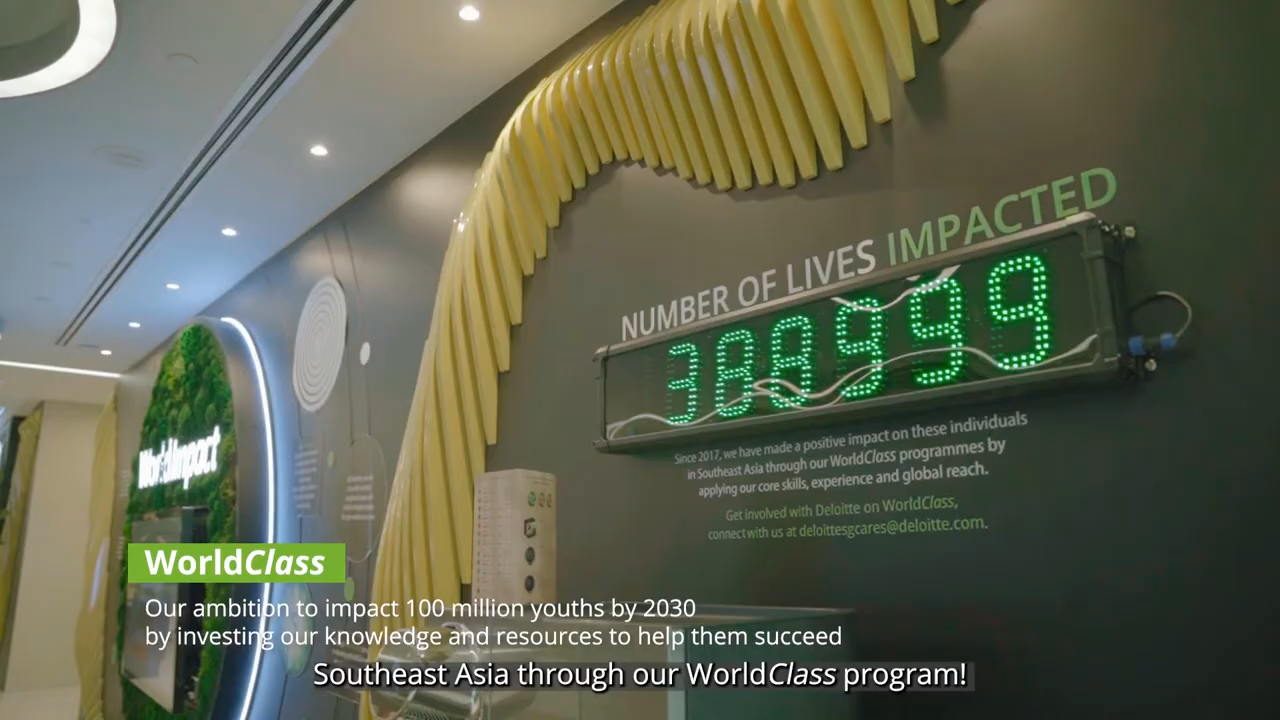 NUMBER OF LIVES IMPACTED
388999
Since 2017, we have made a positive impact on these individuals
in Southeast Asia through our WorldClass programmes by
applying our core skills, experience and global reach.
Get involved with Deloitte on WorldClass,
connect with us at deloittesgcares@deloitte.com.
WorldImpact
WorldClass
Our ambition to impact 100 million youths by 2030
by investing our knowledge and resources to help them succeed
Southeast Asia through our WorldClass program!